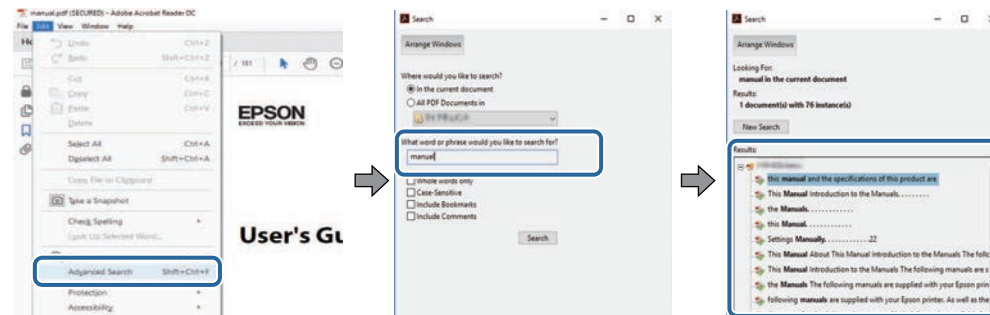 manual.pdf (SECURED) - Adobe Acrobat Reader DC
File Edit View Window Help
Undo Ctrl+Z
Redo Shift+Ctrl+Z
Cut Ctrl+X
Copy Ctrl+C
Paste Ctrl+V
Delete
Select All Ctrl+A
Deselect All Shift+Ctrl+A
Copy File to Clipboard
Take a Snapshot
Check Spelling
Look Up Selected Word...
Advanced Search Shift+Ctrl+F
Protection
Accessibility
/ 181
EPSON
EXCEED YOUR VISION
User's Gu
Search
Arrange Windows
Where would you like to search?
In the current document
All PDF Documents in
What word or phrase would you like to search for?
manual
Whole words only
Case-Sensitive
Include Bookmarks
Include Comments
Search
Search
Arrange Windows
Looking For:
manual in the current document
Results:
1 document(s) with 76 instance(s)
New Search
Results:
this manual and the specifications of this product are
This Manual Introduction to the Manuals. . . . . . . . .
the Manuals. . . . . . . . . . . . .
this Manual. . . . . . . . . . . . .
Settings Manually. . . . . . . . . . . . .22
This Manual About This Manual Introduction to the Manuals The follo
This Manual Introduction to the Manuals The following manuals are s
the Manuals The following manuals are supplied with your Epson prin
following manuals are supplied with your Epson printer. As well as the